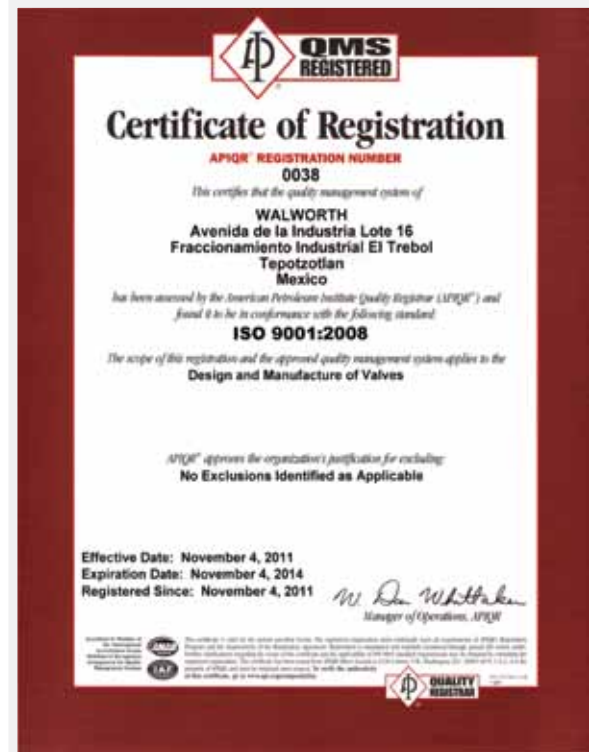 QMS
REGISTERED
Certificate of Registration
APIQR® REGISTRATION NUMBER
0038
This certifies that the quality management system of
WALWORTH
Avenida de la Industria Lote 16
Fraccionamiento Industrial El Trebol
Tepotzotlan
Mexico
has been assessed by the American Petroleum Institute Quality Registrar (APIQR®) and
found it to be in conformance with the following standard:
ISO 9001:2008
The scope of this registration and the approved quality management system applies to the
Design and Manufacture of Valves
APIQR® approves the organization's justification for excluding:
No Exclusions Identified as Applicable
Effective Date: November 4, 2011
Expiration Date: November 4, 2014
Registered Since: November 4, 2011
W. Don Whittaker
Manager of Operations, APIQR
QUALITY
REGISTRAR